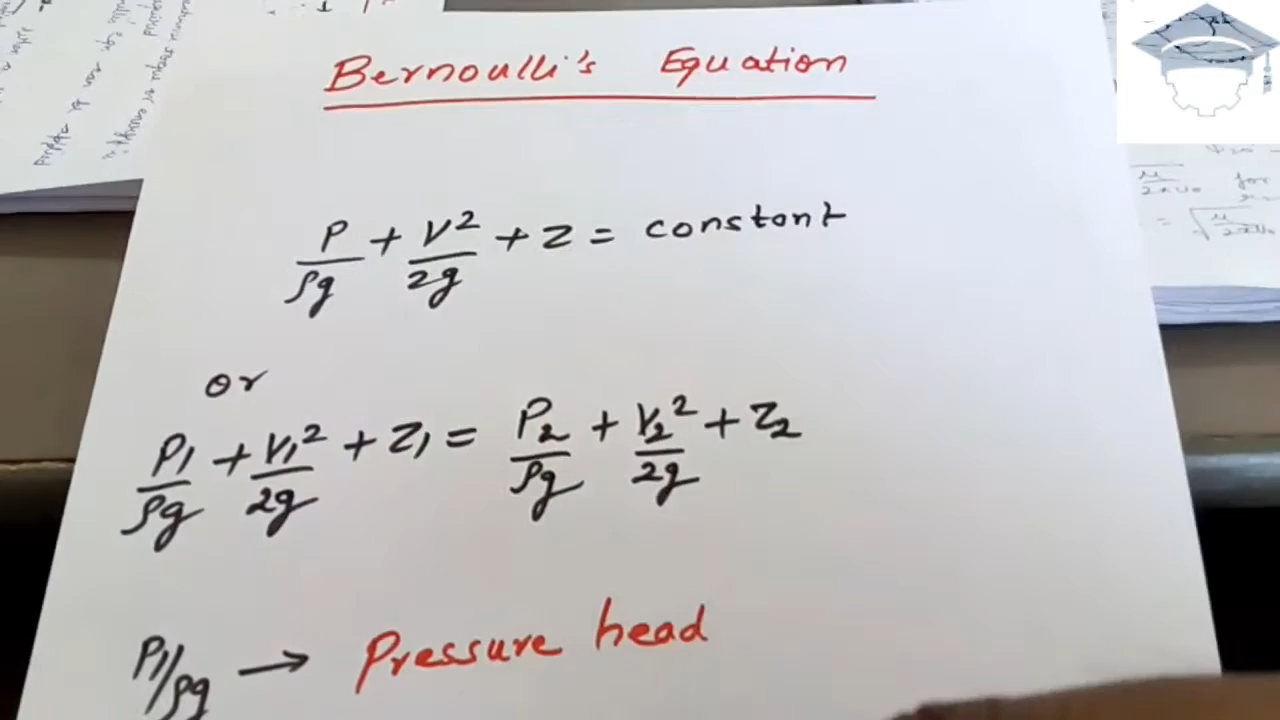 Bernoulli's Equation
P/ρg + V²/2g + Z = constant
or
P₁/ρg + V₁²/2g + Z₁ = P₂/ρg + V₂²/2g + Z₂
P₁/ρg → Pressure head